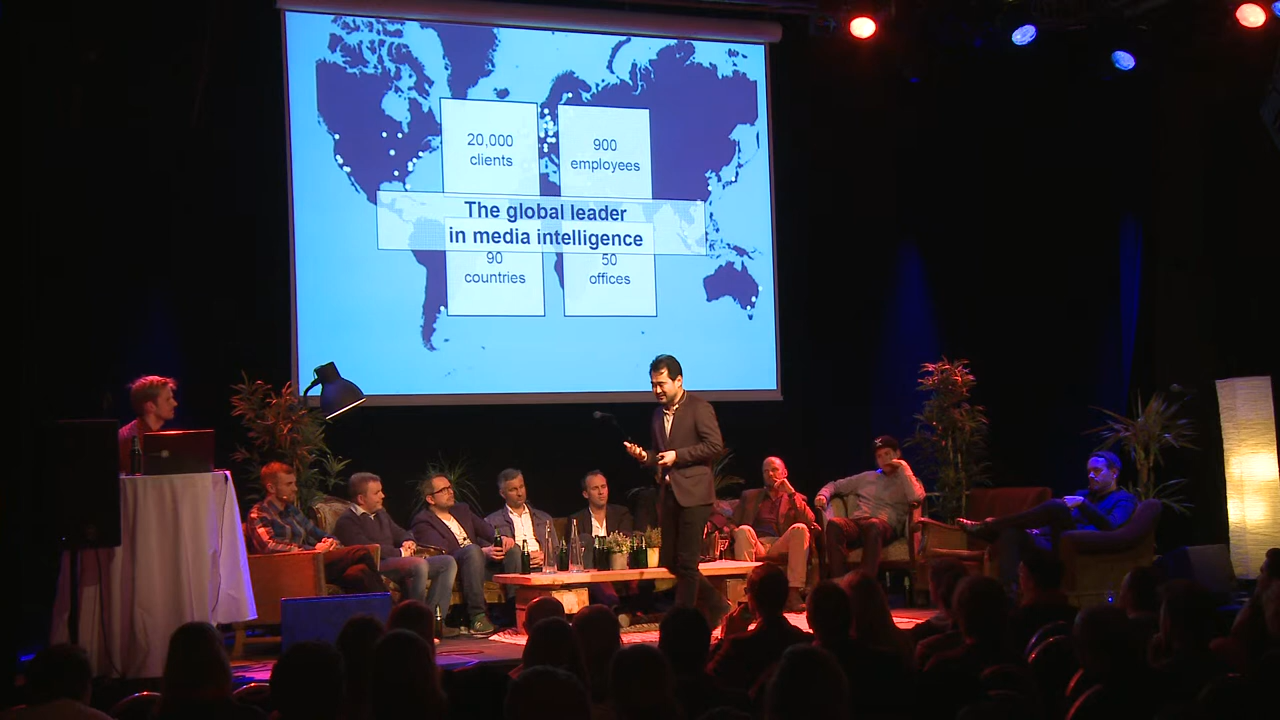 20,000
clients
900
employees
The global leader
in media intelligence
90
countries
50
offices